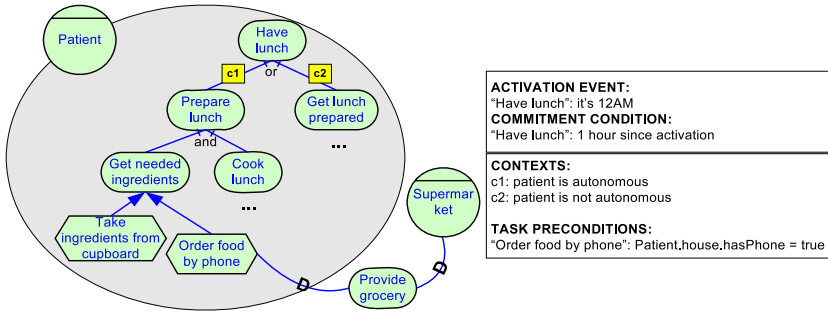 Patient
Have
lunch
c1
or
c2
Prepare
lunch
Get lunch
prepared
...
and
Get needed
ingredients
Cook
lunch
...
Take
ingredients from
cupboard
Order food
by phone
D
Provide
grocery
D
Supermar
ket
ACTIVATION EVENT:
“Have lunch”: it’s 12AM
COMMITMENT CONDITION:
“Have lunch”: 1 hour since activation
CONTEXTS:
c1: patient is autonomous
c2: patient is not autonomous
TASK PRECONDITIONS:
“Order food by phone”: Patient.house.hasPhone = true